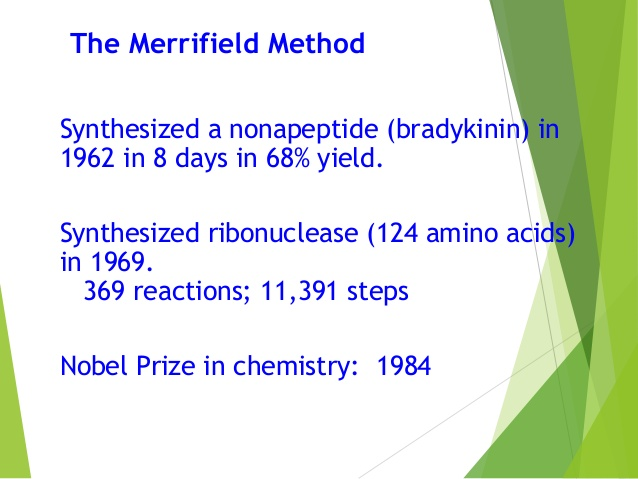 The Merrifield Method
Synthesized a nonapeptide (bradykinin) in
1962 in 8 days in 68% yield.
Synthesized ribonuclease (124 amino acids)
in 1969.
369 reactions; 11,391 steps
Nobel Prize in chemistry: 1984